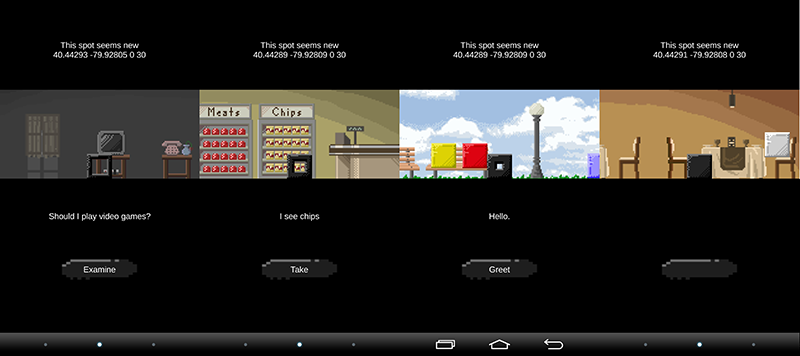 This spot seems new
40.44293 -79.92805 0 30
Should I play video games?
Examine
This spot seems new
40.44289 -79.92809 0 30
Meats Chips
I see chips
Take
This spot seems new
40.44289 -79.92809 0 30
Hello.
Greet
This spot seems new
40.44291 -79.92808 0 30